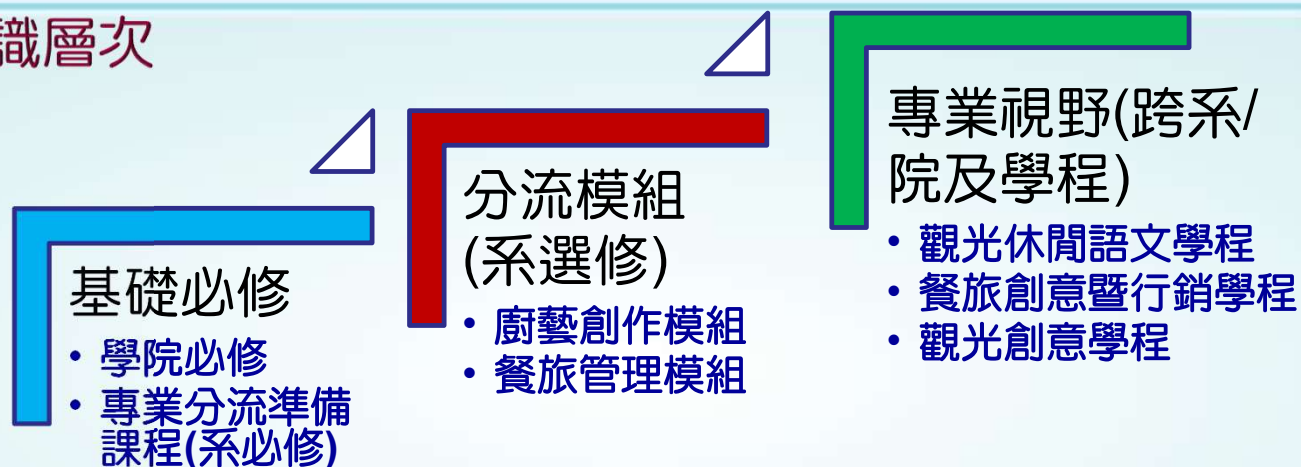 識層次
基礎必修
• 學院必修
• 專業分流準備
課程(系必修)
分流模組
(系選修)
• 廚藝創作模組
• 餐旅管理模組
專業視野(跨系/
院及學程)
• 觀光休閒語文學程
• 餐旅創意暨行銷學程
• 觀光創意學程